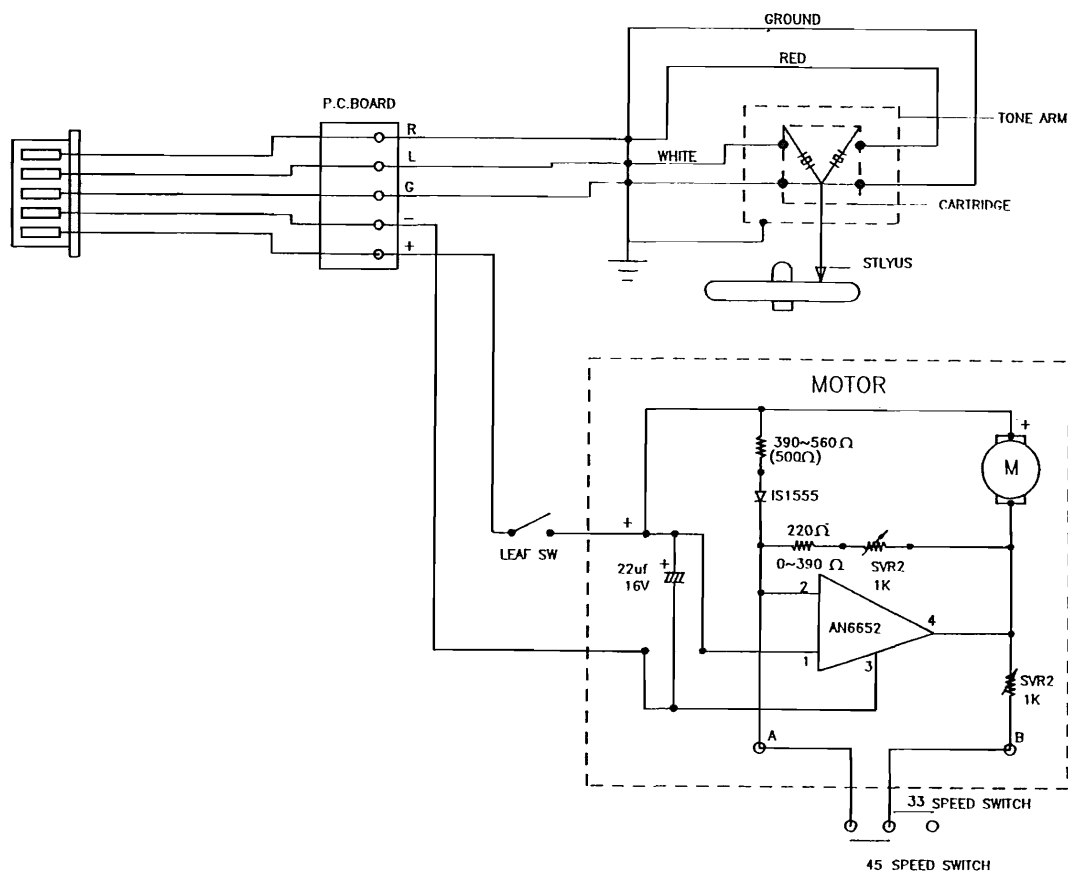 GROUND
RED
P.C.BOARD
R
TONE ARM
L
WHITE
G
−
CARTRIDGE
+
STLYUS
MOTOR
390~560Ω
(500Ω)
+
M
IS1555
+
220Ω
LEAF SW
0~390 Ω
SVR2
1K
22uf
16V
+
2
AN6652
4
1
3
SVR2
1K
A
B
33 SPEED SWITCH
45 SPEED SWITCH